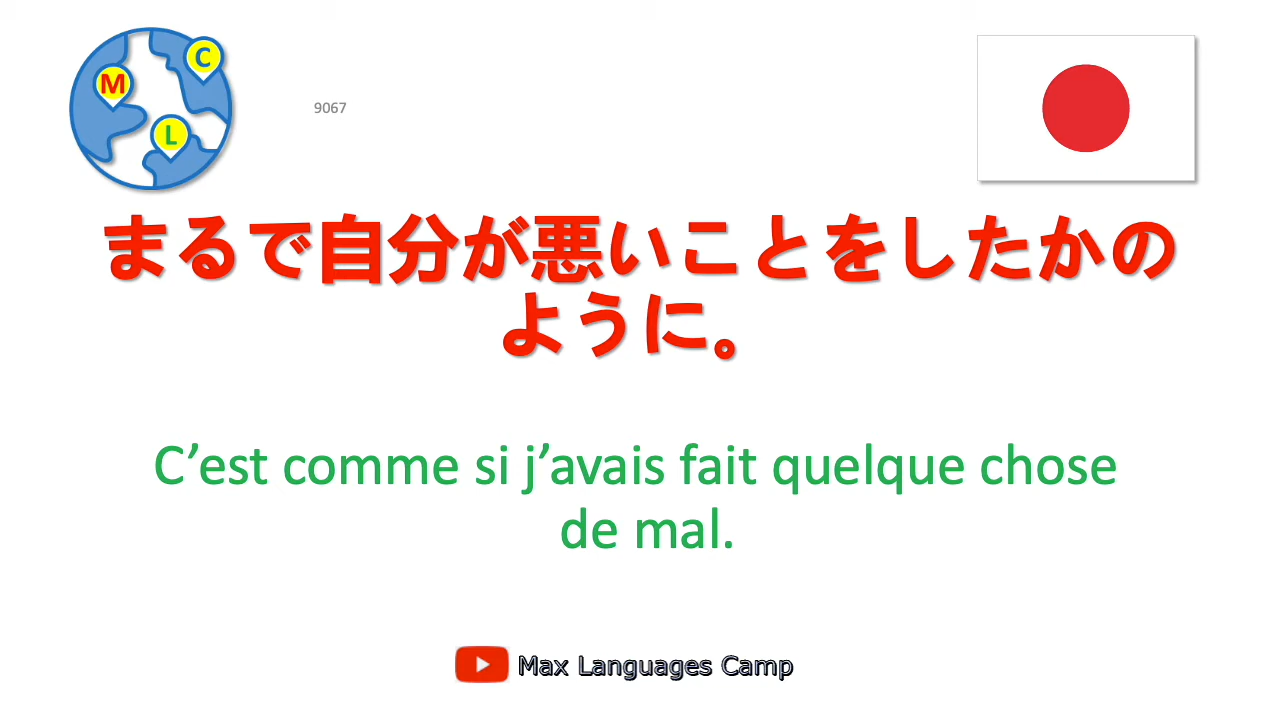 C
M
L
9067
まるで自分が悪いことをしたかの
ように。
C’est comme si j’avais fait quelque chose
de mal.
Max Languages Camp